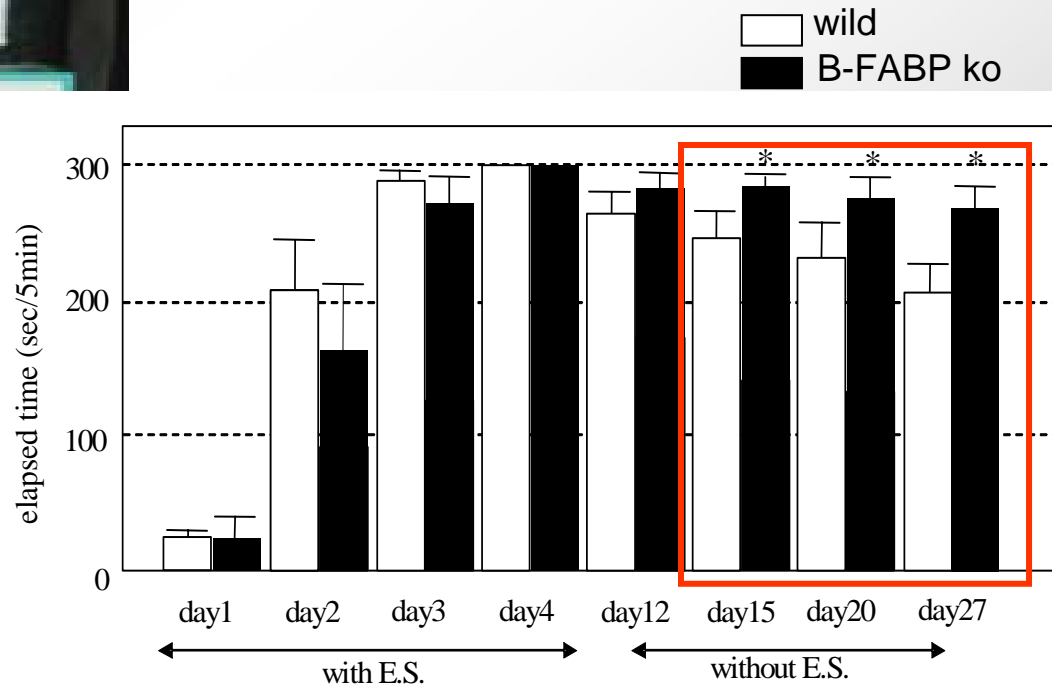 wild
B-FABP ko
elapsed time (sec/5min)
300
200
100
0
* * *
day1 day2 day3 day4 day12 day15 day20 day27
with E.S. without E.S.